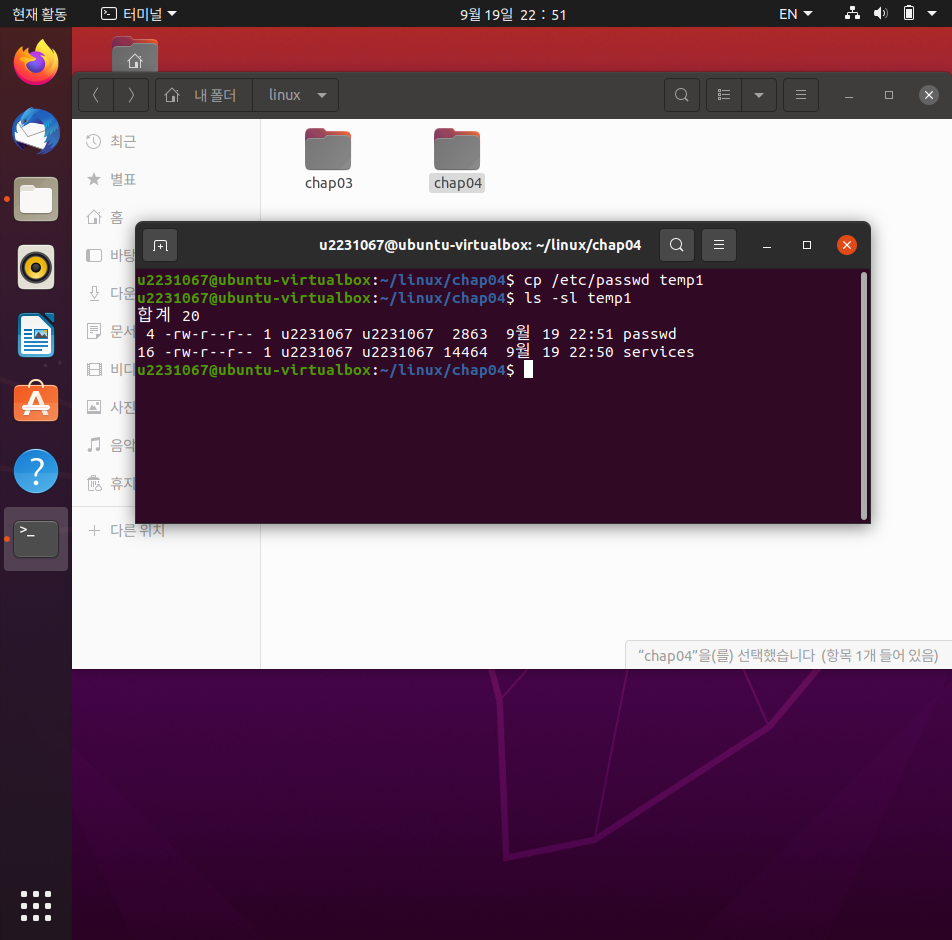 현재 활동 터미널 9월 19일 22 : 51 EN
내 폴더 linux
최근
별표
홈
바탕
다운
문서
비디
사진
음악
휴지
다른 위치
chap03 chap04
u2231067@ubuntu-virtualbox: ~/linux/chap04
u2231067@ubuntu-virtualbox:~/linux/chap04$ cp /etc/passwd temp1
u2231067@ubuntu-virtualbox:~/linux/chap04$ ls -sl temp1
합계 20
4 -rw-r--r-- 1 u2231067 u2231067 2863 9월 19 22:51 passwd
16 -rw-r--r-- 1 u2231067 u2231067 14464 9월 19 22:50 services
u2231067@ubuntu-virtualbox:~/linux/chap04$
“chap04”을(를) 선택했습니다 (항목 1개 들어 있음)